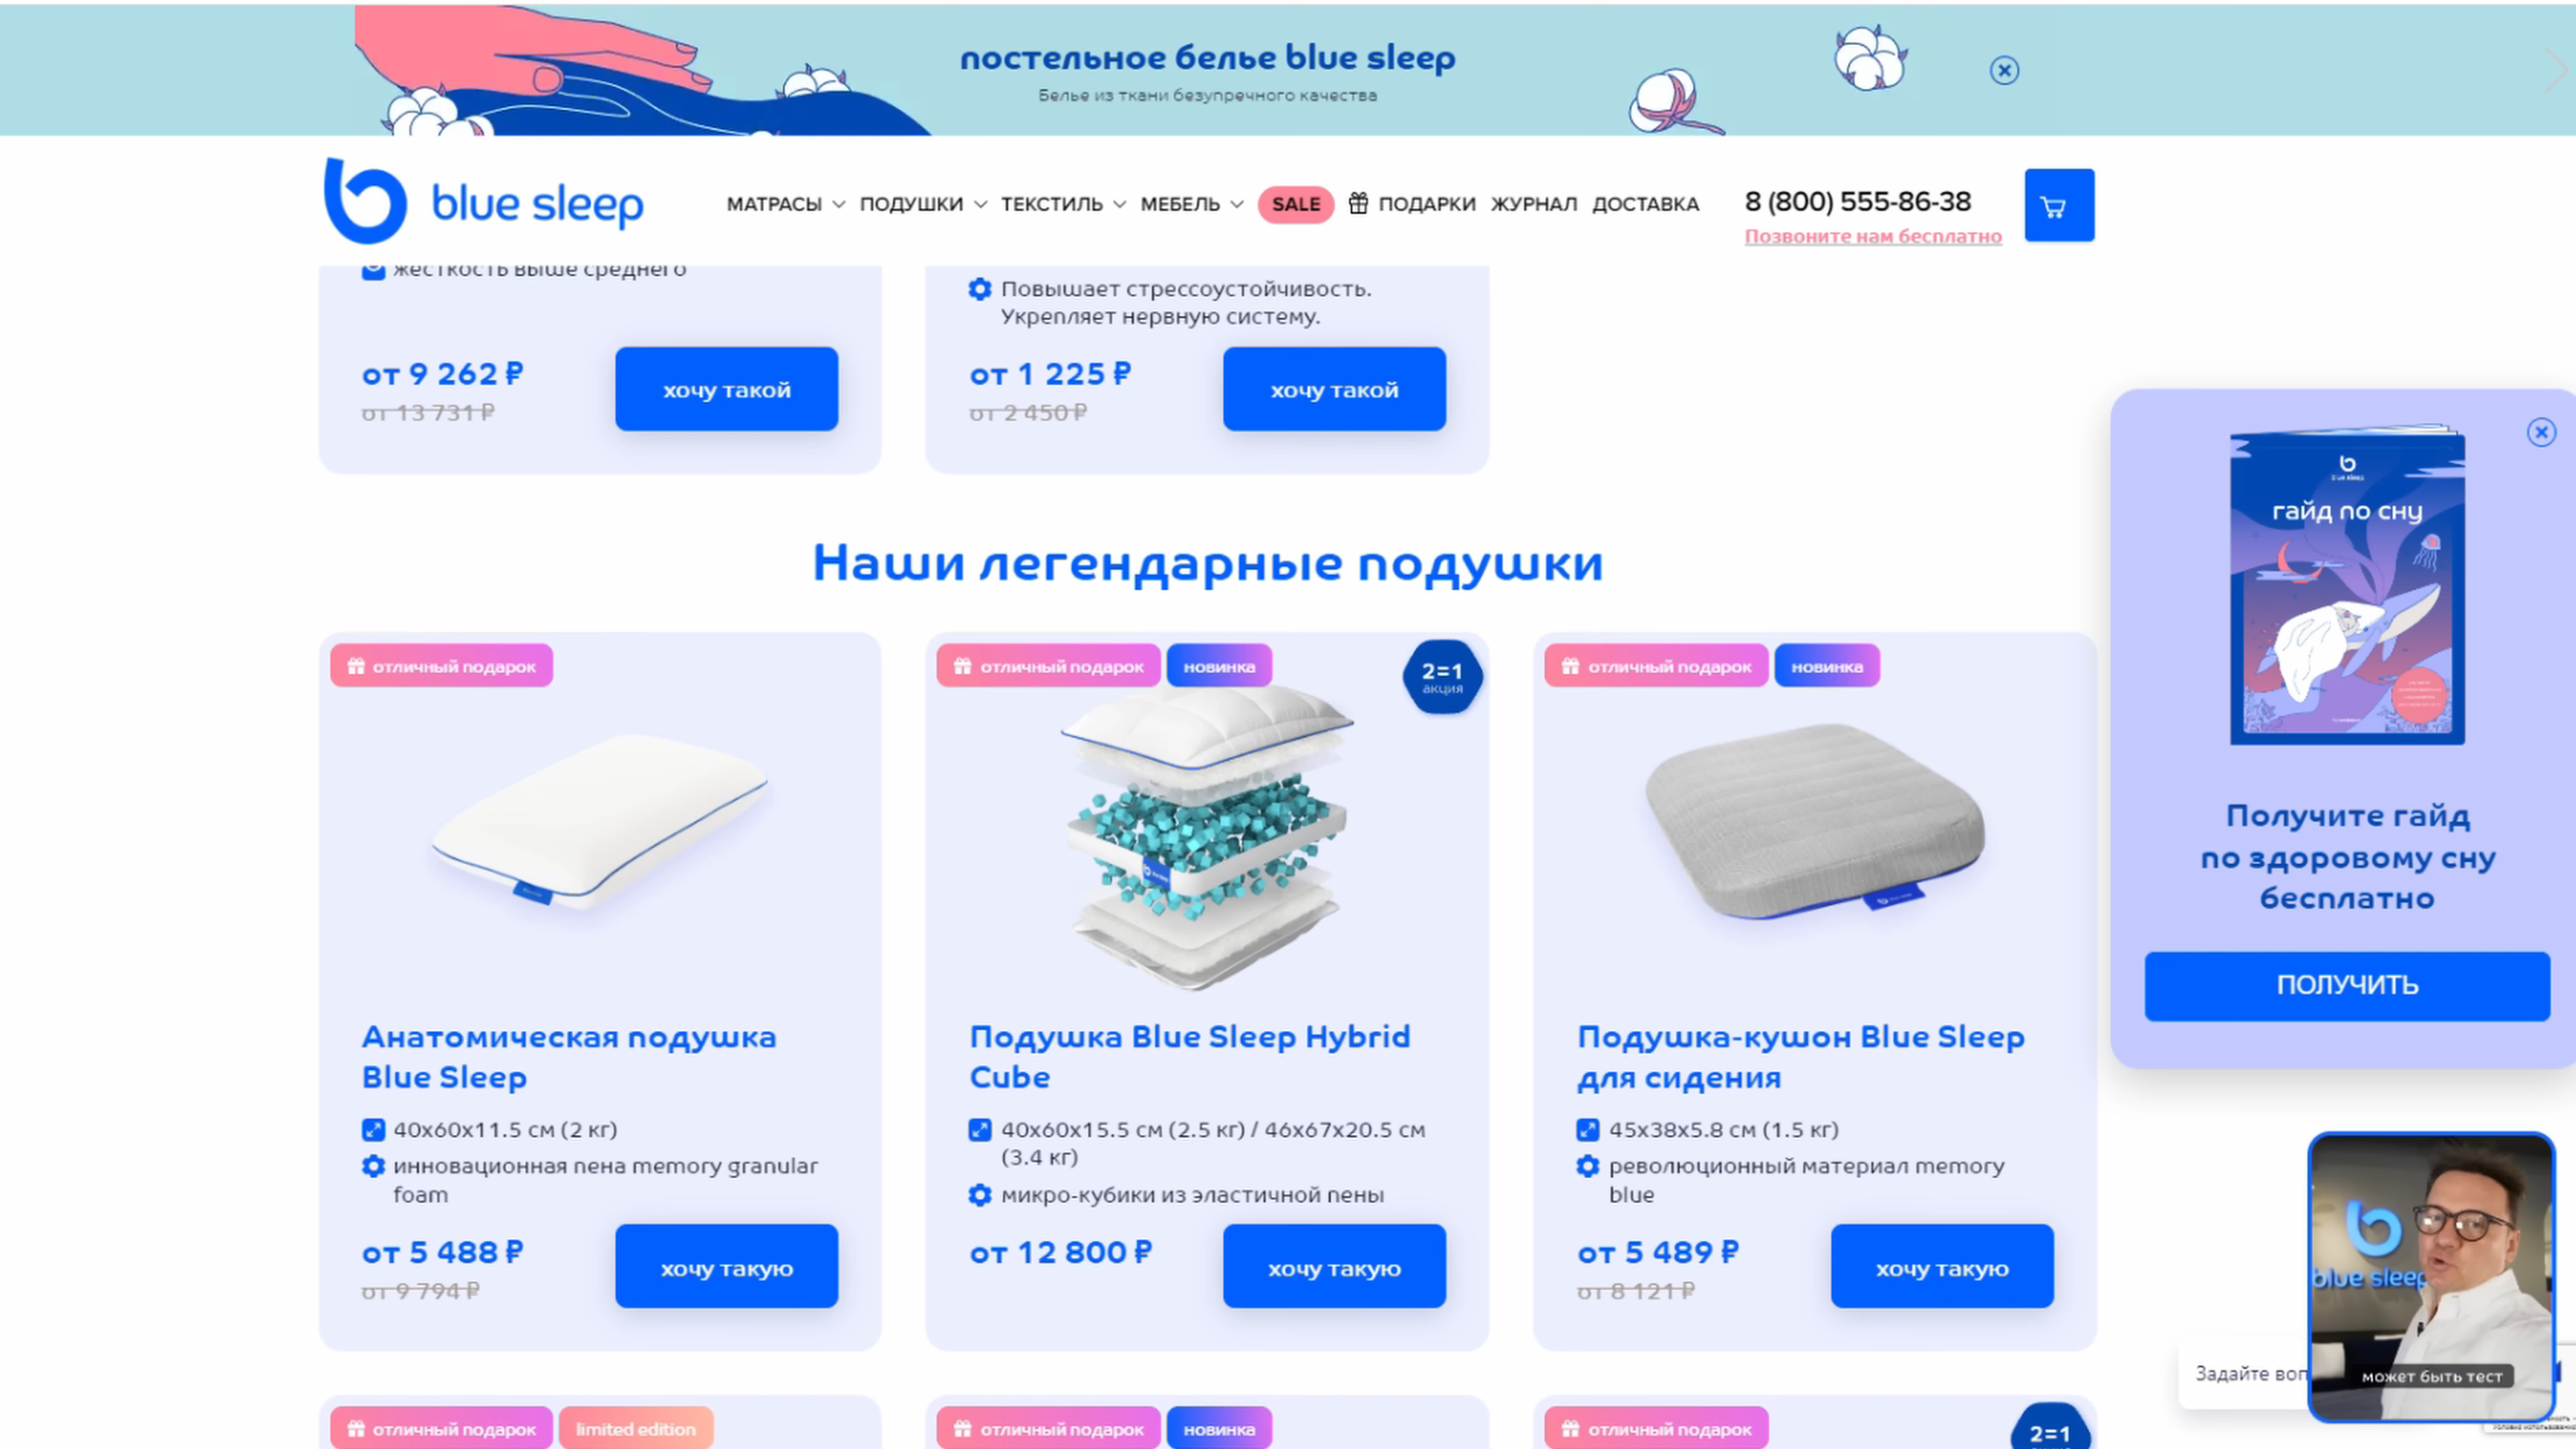 постельное белье blue sleep
Белье из ткани безупречного качества
blue sleep
МАТРАСЫ ПОДУШКИ ТЕКСТИЛЬ МЕБЕЛЬ SALE ПОДАРКИ ЖУРНАЛ ДОСТАВКА
8 (800) 555-86-38
Позвоните нам бесплатно
жесткость выше среднего
от 9 262 ₽
от 13 731 ₽
хочу такой
Повышает стрессоустойчивость.
Укрепляет нервную систему.
от 1 225 ₽
от 2 450 ₽
хочу такой
Наши легендарные подушки
отличный подарок
Анатомическая подушка
Blue Sleep
40x60x11.5 см (2 кг)
инновационная пена memory granular
foam
от 5 488 ₽
от 9 794 ₽
хочу такую
отличный подарок
новинка
2=1
акция
Подушка Blue Sleep Hybrid
Cube
40x60x15.5 см (2.5 кг) / 46x67x20.5 см
(3.4 кг)
микро-кубики из эластичной пены
от 12 800 ₽
хочу такую
отличный подарок
новинка
Подушка-кушон Blue Sleep
для сидения
45x38x5.8 см (1.5 кг)
революционный материал memory
blue
от 5 489 ₽
от 8 121 ₽
хочу такую
отличный подарок
limited edition
отличный подарок
новинка
отличный подарок
2=1
blue sleep
гайд по сну
Получите гайд
по здоровому сну
бесплатно
ПОЛУЧИТЬ
blue sleep
может быть тест
Задайте воп